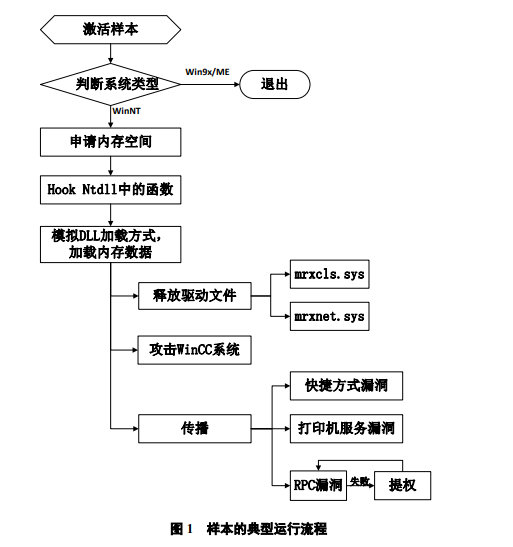 激活样本
判断系统类型
Win9x/ME
退出
WinNT
申请内存空间
Hook Ntdll中的函数
模拟DLL加载方式，
加载内存数据
释放驱动文件
mrxcls.sys
mrxnet.sys
攻击WinCC系统
传播
快捷方式漏洞
打印机服务漏洞
RPC漏洞
失败
提权
图 1 样本的典型运行流程